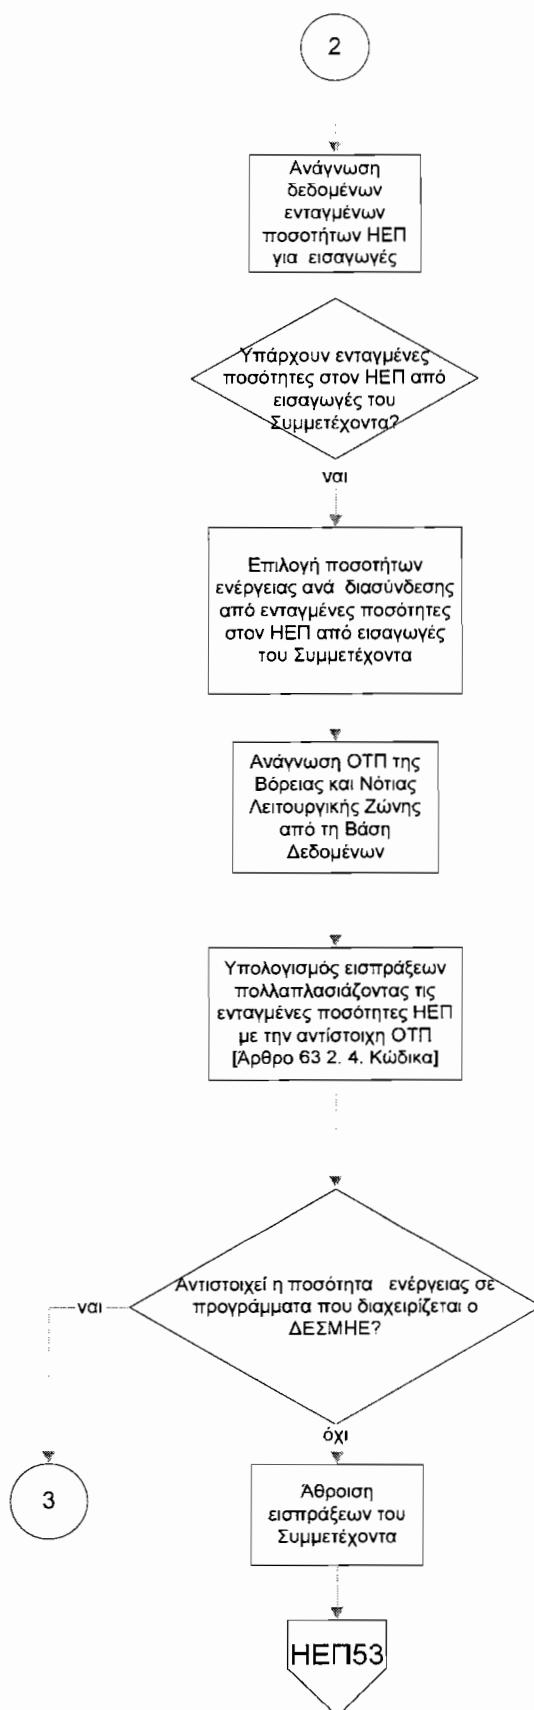 2
Ανάγνωση
δεδομένων
ενταγμένων
ποσοτήτων ΗΕΠ
για εισαγωγές
Υπάρχουν ενταγμένες
ποσότητες στον ΗΕΠ από
εισαγωγές του
Συμμετέχοντα?
ναι
Επιλογή ποσοτήτων
ενέργειας ανά διασύνδεσης
από ενταγμένες ποσότητες
στον ΗΕΠ από εισαγωγές
του Συμμετέχοντα
Ανάγνωση ΟΤΠ της
Βόρειας και Νότιας
Λειτουργικής Ζώνης
από τη Βάση
Δεδομένων
Υπολογισμός εισπράξεων
πολλαπλασιάζοντας τις
ενταγμένες ποσότητες ΗΕΠ
με την αντίστοιχη ΟΤΠ
[Άρθρο 63 2. 4. Κώδικα]
Αντιστοιχεί η ποσότητα ενέργειας σε
προγράμματα που διαχειρίζεται ο
ΔΕΣΜΗΕ?
ναι
όχι
3
Άθροιση
εισπράξεων του
Συμμετέχοντα
ΗΕΠ53